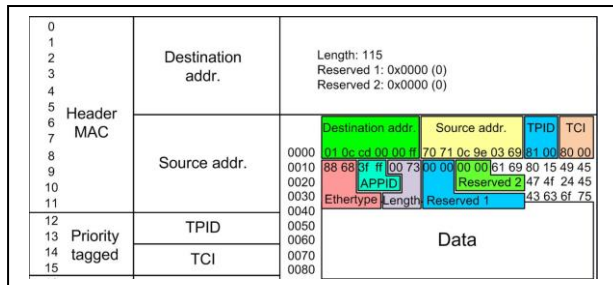 0
1
2
3
4
5
6
7
8
9
10
11
Header
MAC
Destination
addr.
Source addr.
12
13
14
15
Priority
tagged
TPID
TCI
Length: 115
Reserved 1: 0x0000 (0)
Reserved 2: 0x0000 (0)
Destination addr. Source addr. TPID TCI
0000 01 0c cd 00 00 ff 70 71 0c 9e 03 69 81 00 80 00
0010 88 68 3f ff 00 73 00 00 00 00 61 69 80 15 49 45
0020 APPID Reserved 2 47 4f 24 45
0030 Ethertype Length Reserved 1 43 63 6f 75
0040
0050
0060
0070
0080
Data